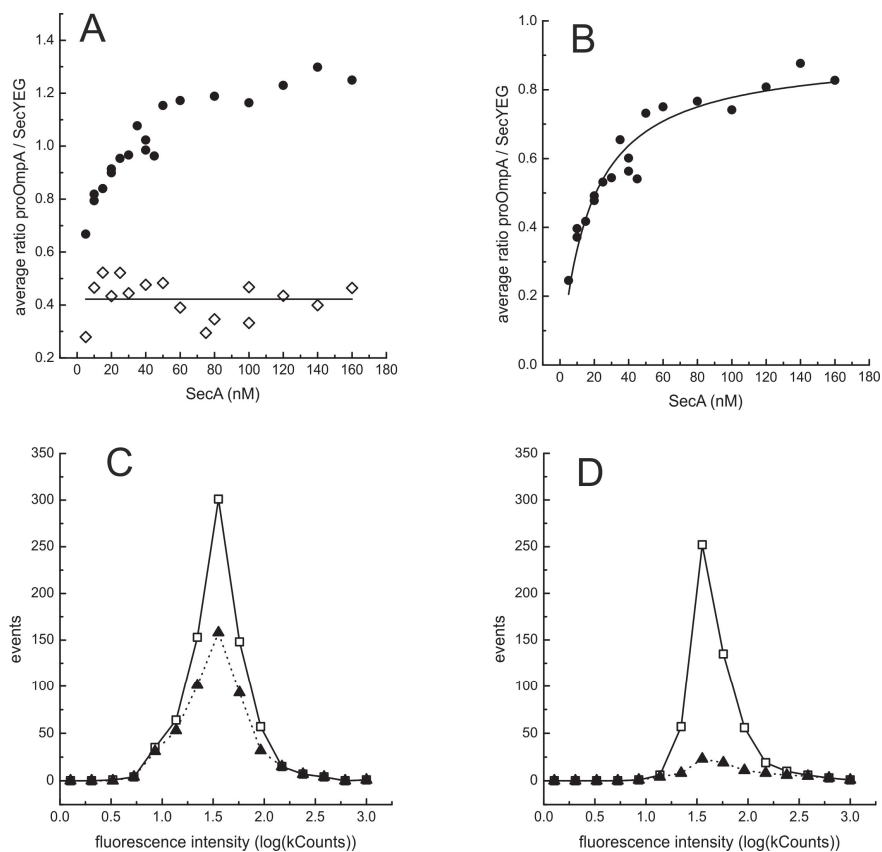 A
1.4
1.2
1.0
0.8
0.6
0.4
0.2
0 20 40 60 80 100 120 140 160 180
average ratio proOmpA / SecYEG
SecA (nM)
B
1.0
0.8
0.6
0.4
0.2
0.0
0 20 40 60 80 100 120 140 160 180
average ratio proOmpA / SecYEG
SecA (nM)
C
350
300
250
200
150
100
50
0
0.0 0.5 1.0 1.5 2.0 2.5 3.0
events
fluorescence intensity (log(kCounts))
D
350
300
250
200
150
100
50
0
0.0 0.5 1.0 1.5 2.0 2.5 3.0
events
fluorescence intensity (log(kCounts))